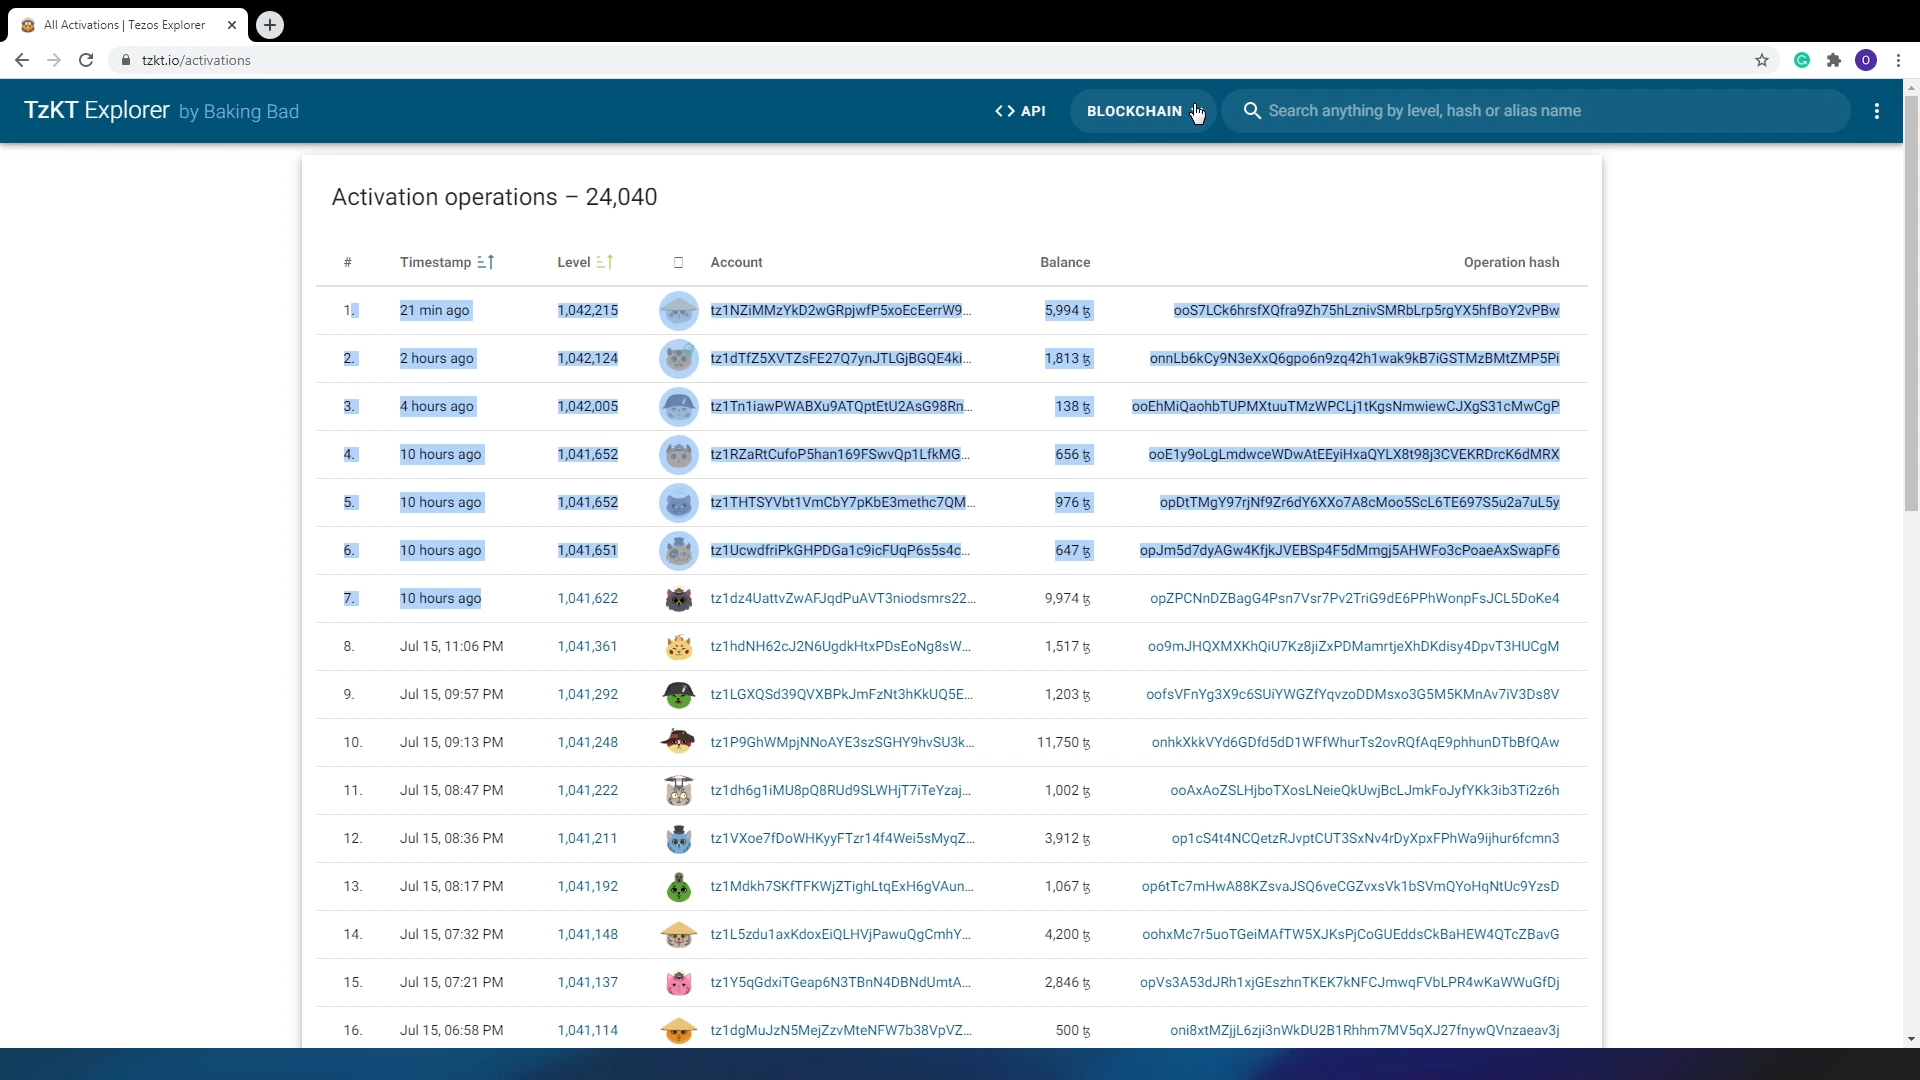 All Activations | Tezos Explorer
tzkt.io/activations
O
TzKT Explorer by Baking Bad
<> API
BLOCKCHAIN
Search anything by level, hash or alias name
Activation operations – 24,040
# Timestamp Level Account Balance Operation hash
1. 21 min ago 1,042,215 tz1NZiMMzYkD2wGRpjwfP5xoEcEerrW9... 5,994 ꜩ ooS7LCk6hrsfXQfra9Zh75hLznivSMRbLrp5rgYX5hfBoY2vPBw
2. 2 hours ago 1,042,124 tz1dTfZ5XVTZsFE27Q7ynJTLGjBGQE4ki... 1,813 ꜩ onnLb6kCy9N3eXxQ6gpo6n9zq42h1wak9kB7iGSTMzBMtZMP5Pi
3. 4 hours ago 1,042,005 tz1Tn1iawPWABXu9ATQptEtU2AsG98Rn... 138 ꜩ ooEhMiQaohbTUPMXtuuTMzWPCLj1tKgsNmwiewCJXgS31cMwCgP
4. 10 hours ago 1,041,652 tz1RZaRtCufoP5han169FSwvQp1LfkMG... 656 ꜩ ooE1y9oLgLmdwceWDwAtEEyiHxaQYLX8t98j3CVEKRDrcK6dMRX
5. 10 hours ago 1,041,652 tz1THTSYVbt1VmCbY7pKbE3methc7QM... 976 ꜩ opDtTMgY97rjNf9Zr6dY6XXo7A8cMoo5ScL6TE697S5u2a7uL5y
6. 10 hours ago 1,041,651 tz1UcwdfriPkGHPDGa1c9icFUqP6s5s4c... 647 ꜩ opJm5d7dyAGw4KfjkJVEBSp4F5dMmgj5AHWFo3cPoaeAxSwapF6
7. 10 hours ago 1,041,622 tz1dz4UattvZwAFJqdPuAVT3niodsmrs22... 9,974 ꜩ opZPCNnDZBagG4Psn7Vsr7Pv2TriG9dE6PPhWonpFsJCL5DoKe4
8. Jul 15, 11:06 PM 1,041,361 tz1hdNH62cJ2N6UgdkHtxPDsEoNg8sW... 1,517 ꜩ oo9mJHQXMXKhQiU7Kz8jiZxPDMamrtjeXhDKdisy4DpvT3HUCgM
9. Jul 15, 09:57 PM 1,041,292 tz1LGXQSd39QVXBPkJmFzNt3hKkUQ5E... 1,203 ꜩ oofsVFnYg3X9c6SUiYWGZfYqvzoDDMsxo3G5M5KMnAv7iV3Ds8V
10. Jul 15, 09:13 PM 1,041,248 tz1P9GhWMpjNNoAYE3szSGHY9hvSU3k... 11,750 ꜩ onhkXkkVYd6GDfd5dD1WFfWhurTs2ovRQfAqE9phhunDTbBfQAw
11. Jul 15, 08:47 PM 1,041,222 tz1dh6g1iMU8pQ8RUd9SLWHjT7iTeYzaj... 1,002 ꜩ ooAxAoZSLHjboTXosLNeieQkUwjBcLJmkFoJyfYKk3ib3Ti2z6h
12. Jul 15, 08:36 PM 1,041,211 tz1VXoe7fDoWHKyyFTzr14f4Wei5sMyqZ... 3,912 ꜩ op1cS4t4NCQetzRJvptCUT3SxNv4rDyXpxFPhWa9ijhur6fcmn3
13. Jul 15, 08:17 PM 1,041,192 tz1Mdkh7SKfTFKWjZTighLtqExH6gVAun... 1,067 ꜩ op6tTc7mHwA88KZsvaJSQ6veCGZvxsVk1bSVmQYoHqNtUc9YzsD
14. Jul 15, 07:32 PM 1,041,148 tz1L5zdu1axKdoxEiQLHVjPawuQgCmhY... 4,200 ꜩ oohxMc7r5uoTGeiMAfTW5XJKsPjCoGUEddsCkBaHEW4QTcZBavG
15. Jul 15, 07:21 PM 1,041,137 tz1Y5qGdxiTGeap6N3TBnN4DBNdUmtA... 2,846 ꜩ opVs3A53dJRh1xjGEszhnTKEK7kNFCJmwqFVbLPR4wKaWWuGfDj
16. Jul 15, 06:58 PM 1,041,114 tz1dgMuJzN5MejZzvMteNFW7b38VpVZ... 500 ꜩ oni8xtMZjjL6zji3nWkDU2B1Rhhm7MV5qXJ27fnywQVnzaeav3j